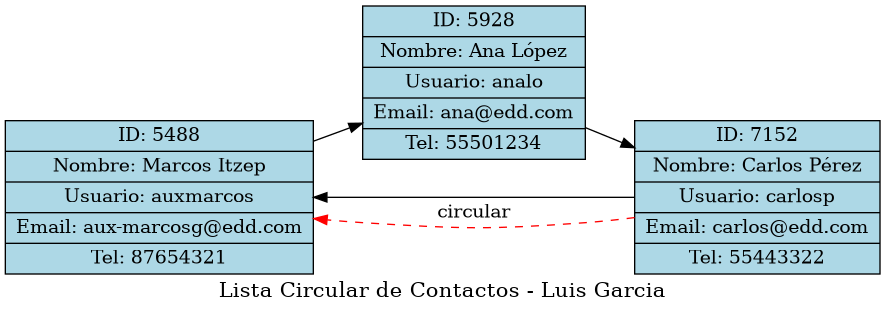 ID: 5928
Nombre: Ana López
Usuario: analo
Email: ana@edd.com
Tel: 55501234
ID: 5488
Nombre: Marcos Itzep
Usuario: auxmarcos
Email: aux-marcosg@edd.com
Tel: 87654321
circular
ID: 7152
Nombre: Carlos Pérez
Usuario: carlosp
Email: carlos@edd.com
Tel: 55443322
Lista Circular de Contactos - Luis Garcia